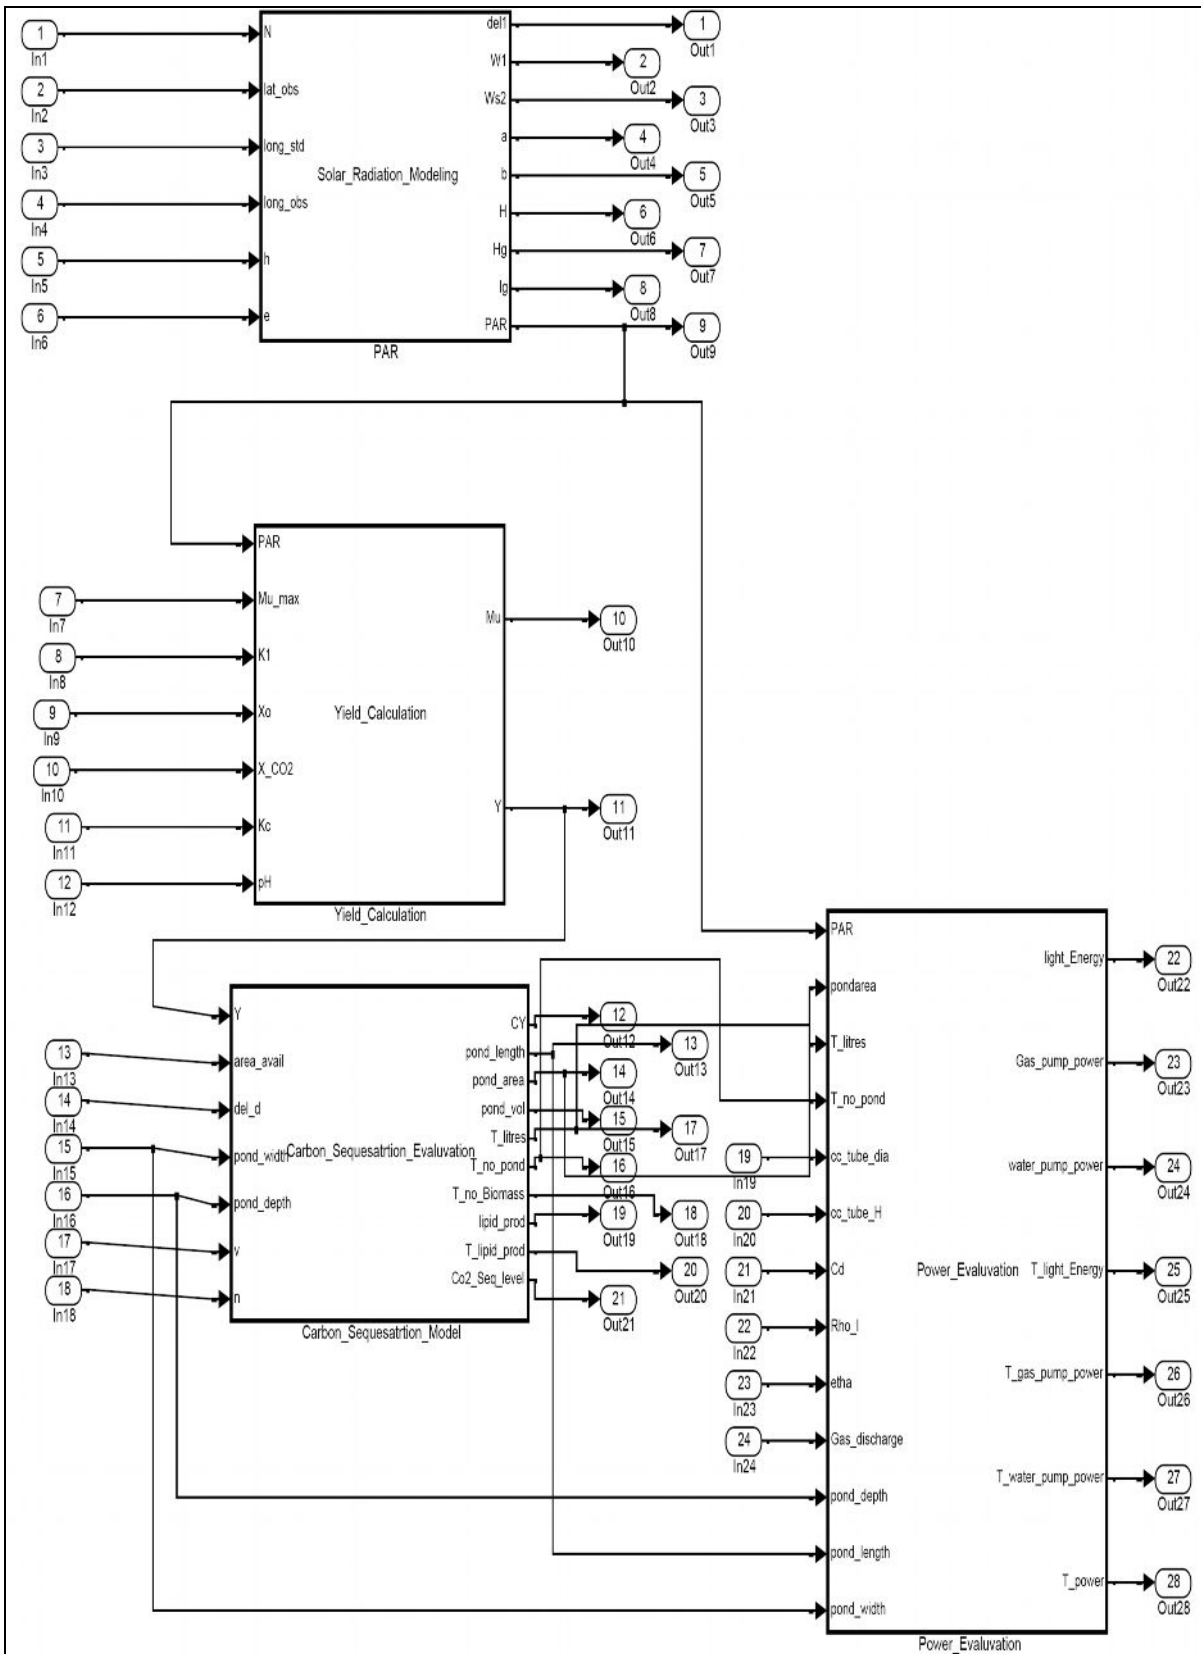 1
In1
2
In2
3
In3
4
In4
5
In5
6
In6
N
lat_obs
long_std
long_obs
h
e
Solar_Radiation_Modeling
del1
W1
Ws2
a
b
H
Hg
Ig
PAR
PAR
1
Out1
2
Out2
3
Out3
4
Out4
5
Out5
6
Out6
7
Out7
8
Out8
9
Out9
7
In7
8
In8
9
In9
10
In10
11
In11
12
In12
PAR
Mu_max
K1
Xo
X_CO2
Kc
pH
Yield_Calculation
Mu
Y
Yield_Calculation
10
Out10
11
Out11
13
In13
14
In14
15
In15
16
In16
17
In17
18
In18
Y
area_avail
del_d
pond_width
pond_depth
v
n
Carbon_Sequesatrtion_Evaluation
CY
pond_length
pond_area
pond_vol
T_litres
T_no_pond
T_no_Biomass
lipid_prod
T_lipid_prod
Co2_Seq_level
Carbon_Sequesatrtion_Model
12
Out12
13
Out13
14
Out14
15
Out15
17
Out17
16
Out16
18
Out18
19
Out19
20
Out20
21
Out21
19
In19
20
In20
21
In21
22
In22
23
In23
24
In24
PAR
pondarea
T_litres
T_no_pond
cc_tube_dia
cc_tube_H
Cd
Rho_l
etha
Gas_discharge
pond_depth
pond_length
pond_width
Power_Evaluvation
light_Energy
Gas_pump_power
water_pump_power
T_light_Energy
T_gas_pump_power
T_water_pump_power
T_power
Power_Evaluvation
22
Out22
23
Out23
24
Out24
25
Out25
26
Out26
27
Out27
28
Out28